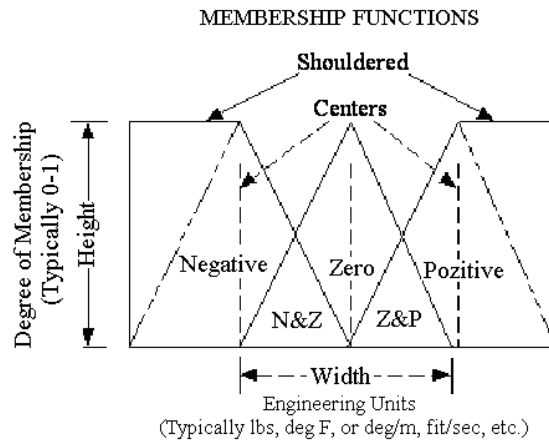 MEMBERSHIP FUNCTIONS
Shouldered
Centers
Degree of Membership
(Typically 0-1)
Height
Negative
Zero
Pozitive
N&Z
Z&P
Width
Engineering Units
(Typically lbs, deg F, or deg/m, fit/sec, etc.)